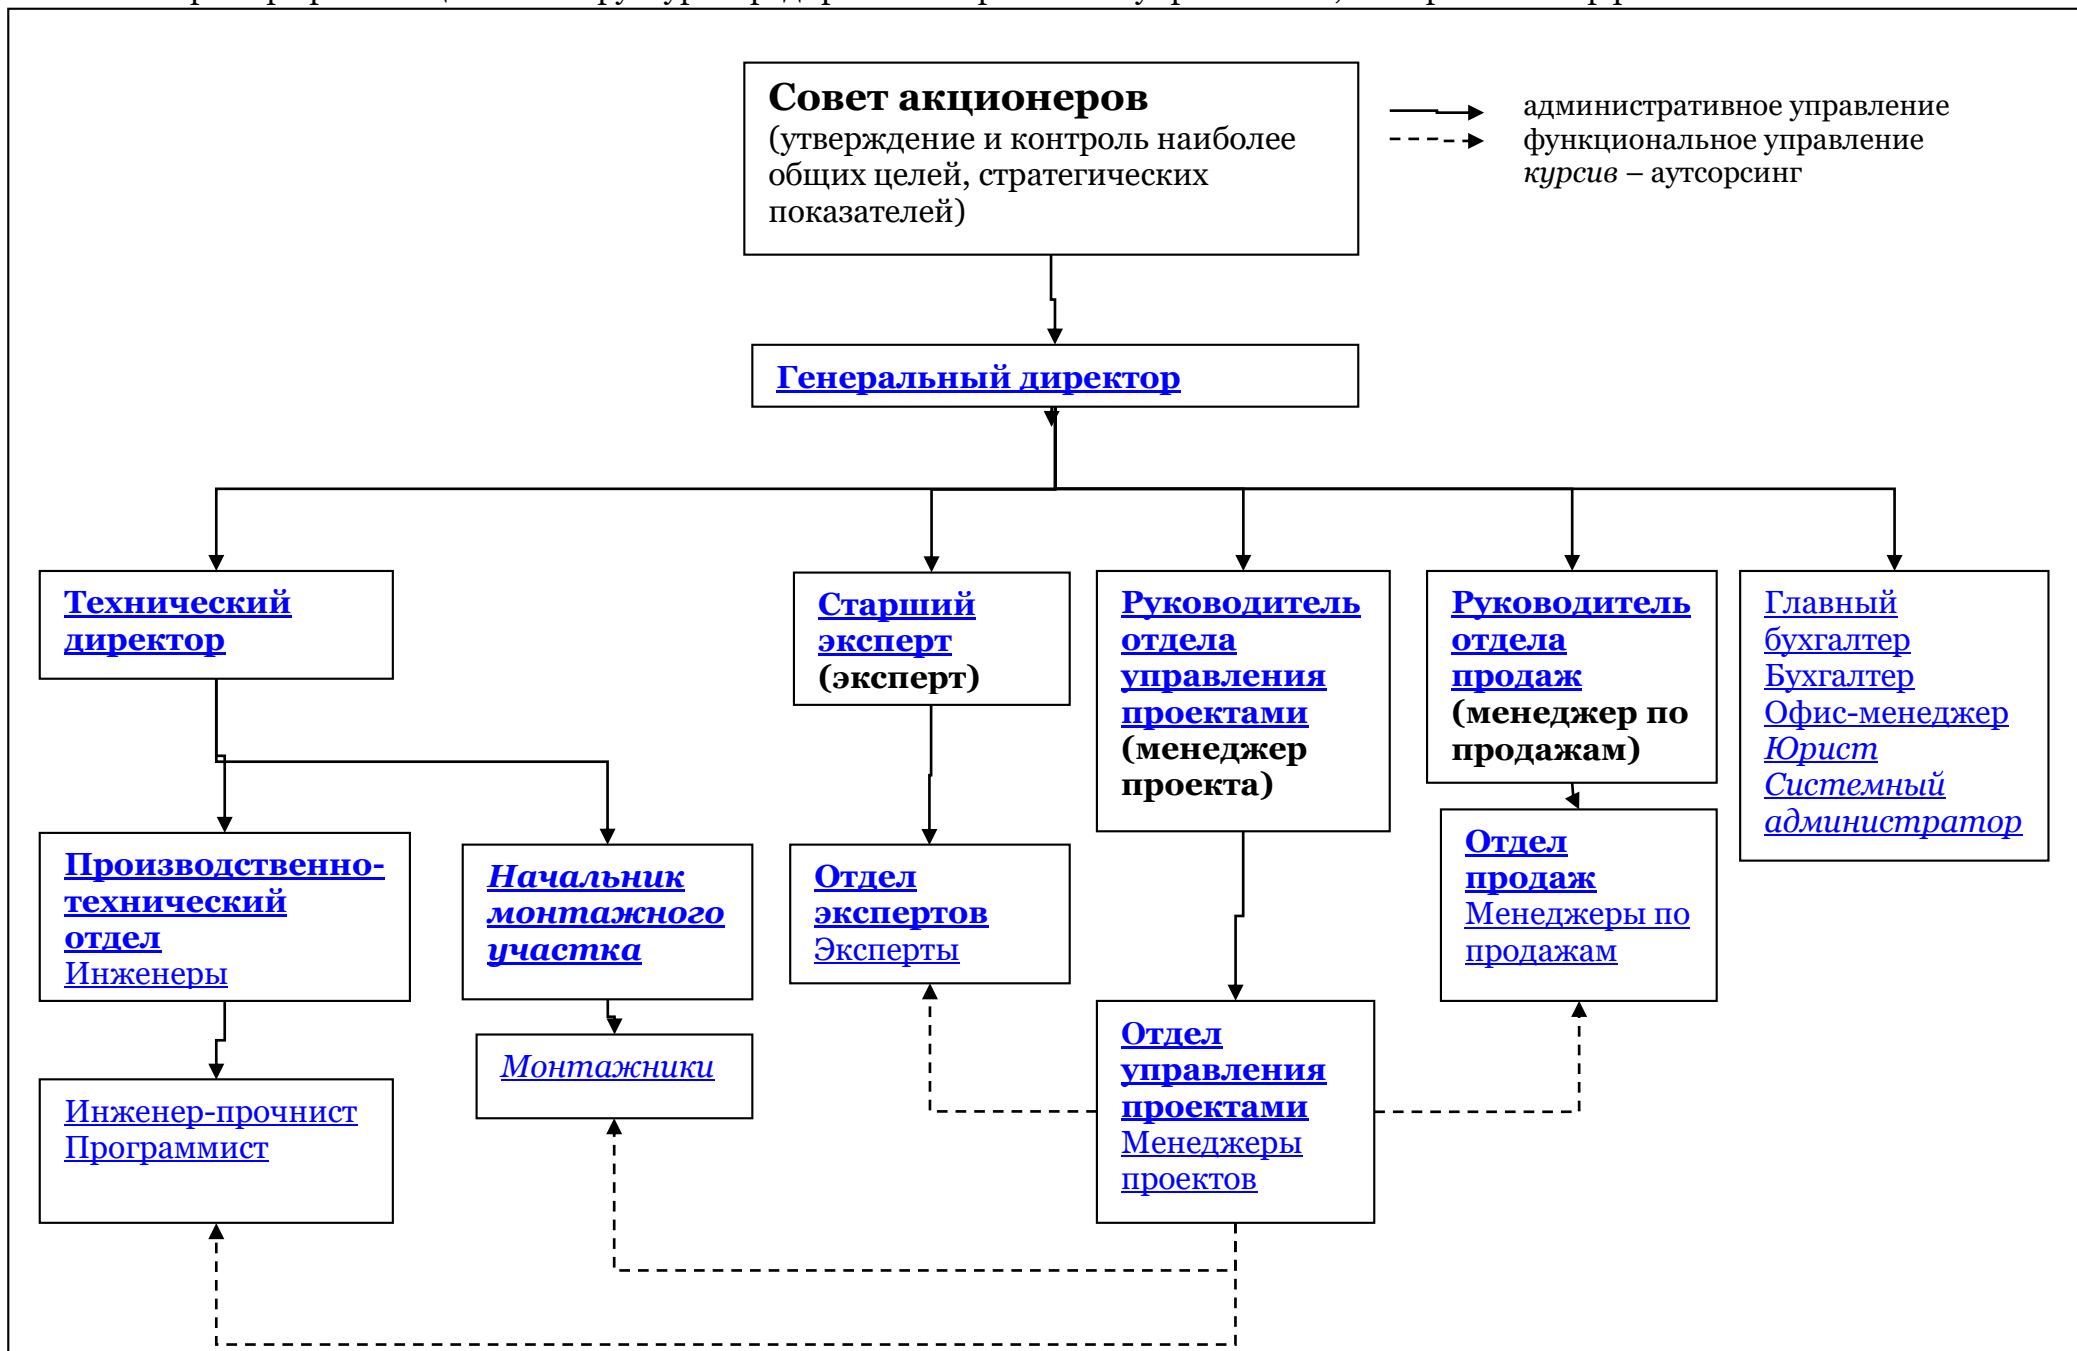 Совет акционеров
(утверждение и контроль наиболее
общих целей, стратегических
показателей)
административное управление
функциональное управление
курсив – аутсорсинг
Генеральный директор
Технический
директор
Старший
эксперт
(эксперт)
Руководитель
отдела
управления
проектами
(менеджер
проекта)
Руководитель
отдела
продаж
(менеджер по
продажам)
Главный
бухгалтер
Бухгалтер
Офис-менеджер
Юрист
Системный
администратор
Производственно-
технический
отдел
Инженеры
Начальник
монтажного
участка
Отдел
экспертов
Эксперты
Отдел
продаж
Менеджеры по
продажам
Монтажники
Отдел
управления
проектами
Менеджеры
проектов
Инженер-прочнист
Программист